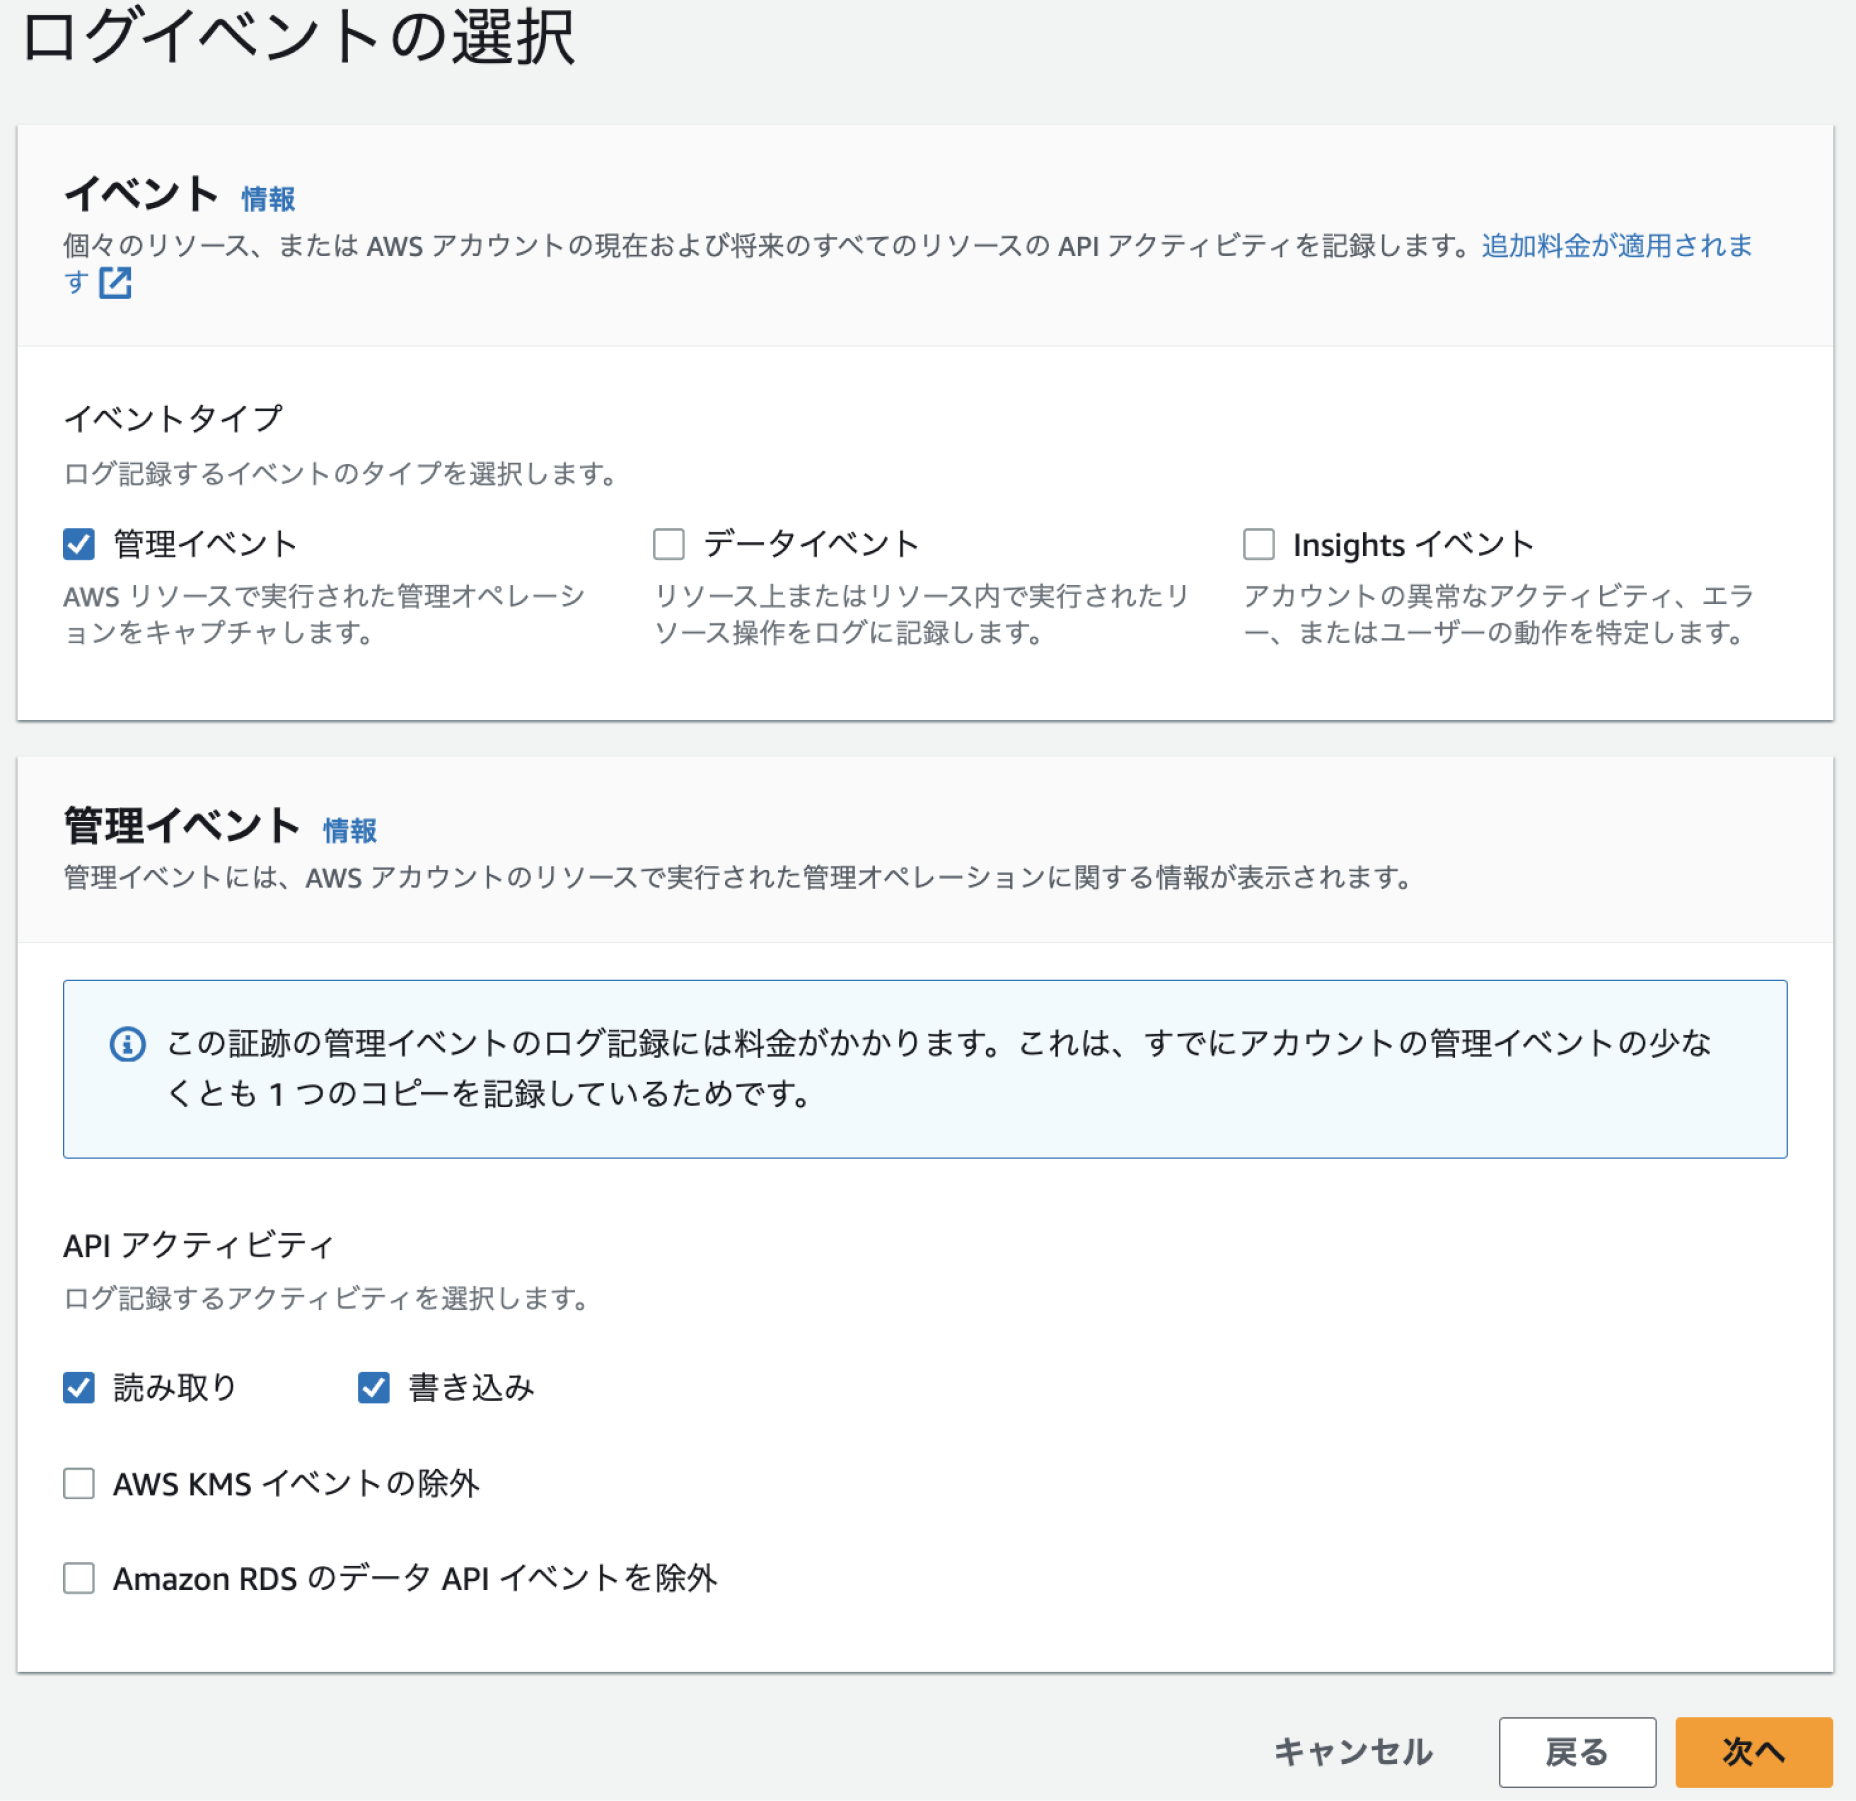 ログイベントの選択
イベント 情報
個々のリソース、または AWS アカウントの現在および将来のすべてのリソースの API アクティビティを記録します。追加料金が適用されま
す
イベントタイプ
ログ記録するイベントのタイプを選択します。
管理イベント
AWS リソースで実行された管理オペレーシ
ョンをキャプチャします。
データイベント
リソース上またはリソース内で実行されたリ
ソース操作をログに記録します。
Insights イベント
アカウントの異常なアクティビティ、エラ
ー、またはユーザーの動作を特定します。
管理イベント 情報
管理イベントには、AWS アカウントのリソースで実行された管理オペレーションに関する情報が表示されます。
この証跡の管理イベントのログ記録には料金がかかります。これは、すでにアカウントの管理イベントの少な
くとも 1 つのコピーを記録しているためです。
API アクティビティ
ログ記録するアクティビティを選択します。
読み取り 書き込み
AWS KMS イベントの除外
Amazon RDS のデータ API イベントを除外
キャンセル 戻る 次へ